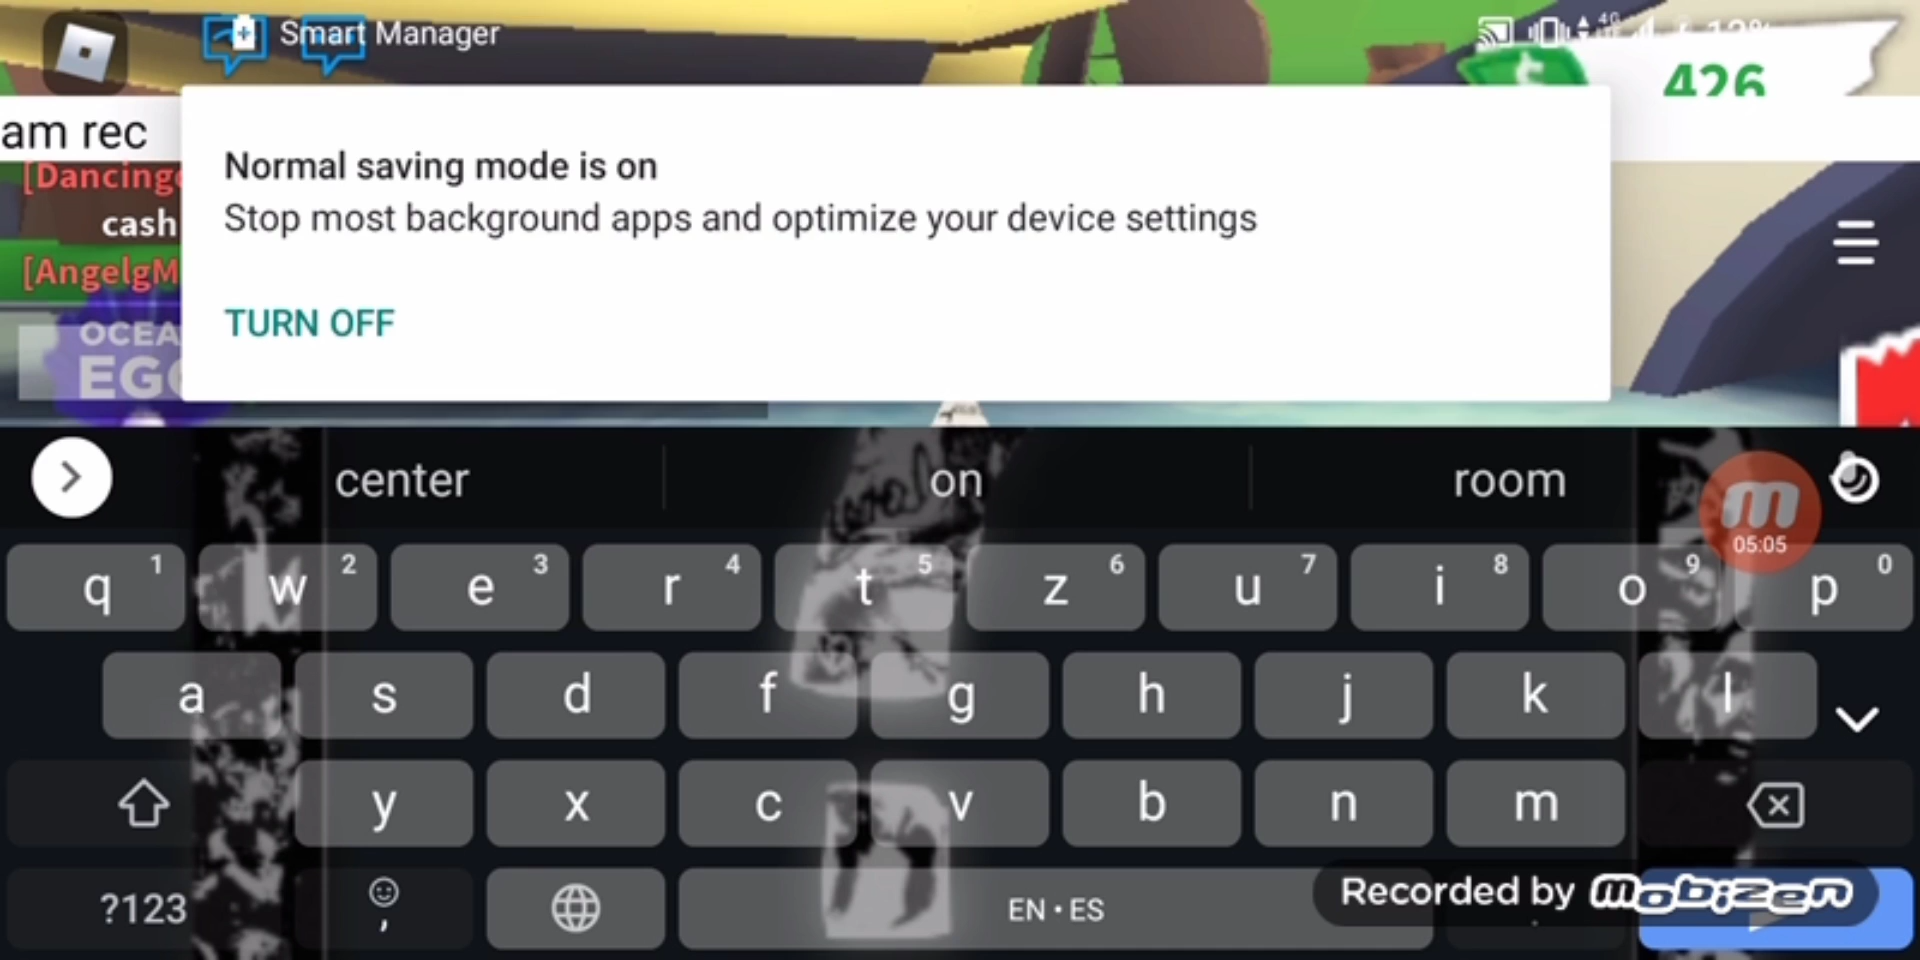 Smart Manager
4G
426
am rec
Normal saving mode is on
Stop most background apps and optimize your device settings
TURN OFF
[Dancing
cash
[AngelgM
OCEA
EGG
center on room
m
05:05
q 1 w 2 e 3 r 4 t 5 z 6 u 7 i 8 o 9 p 0
a s d f g h j k l
y x c v b n m
?123 , EN • ES .
Recorded by mobizen